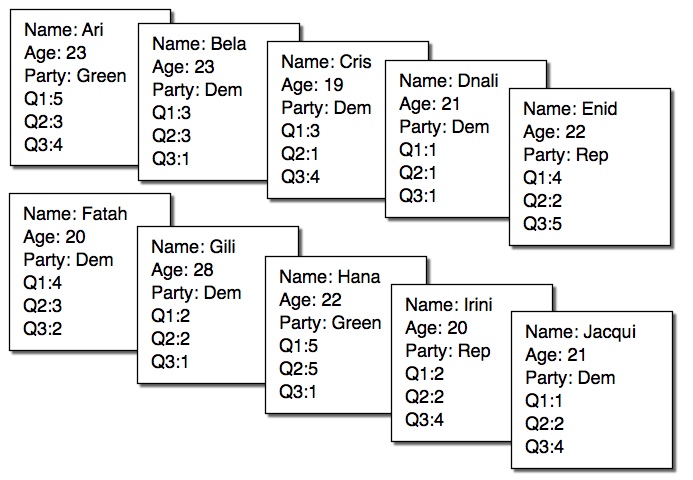 Name: Ari
Age: 23
Party: Green
Q1:5
Q2:3
Q3:4
Name: Bela
Age: 23
Party: Dem
Q1:3
Q2:3
Q3:1
Name: Cris
Age: 19
Party: Dem
Q1:3
Q2:1
Q3:4
Name: Dnali
Age: 21
Party: Dem
Q1:1
Q2:1
Q3:1
Name: Enid
Age: 22
Party: Rep
Q1:4
Q2:2
Q3:5
Name: Fatah
Age: 20
Party: Dem
Q1:4
Q2:3
Q3:2
Name: Gili
Age: 28
Party: Dem
Q1:2
Q2:2
Q3:1
Name: Hana
Age: 22
Party: Green
Q1:5
Q2:5
Q3:1
Name: Irini
Age: 20
Party: Rep
Q1:2
Q2:2
Q3:4
Name: Jacqui
Age: 21
Party: Dem
Q1:1
Q2:2
Q3:4